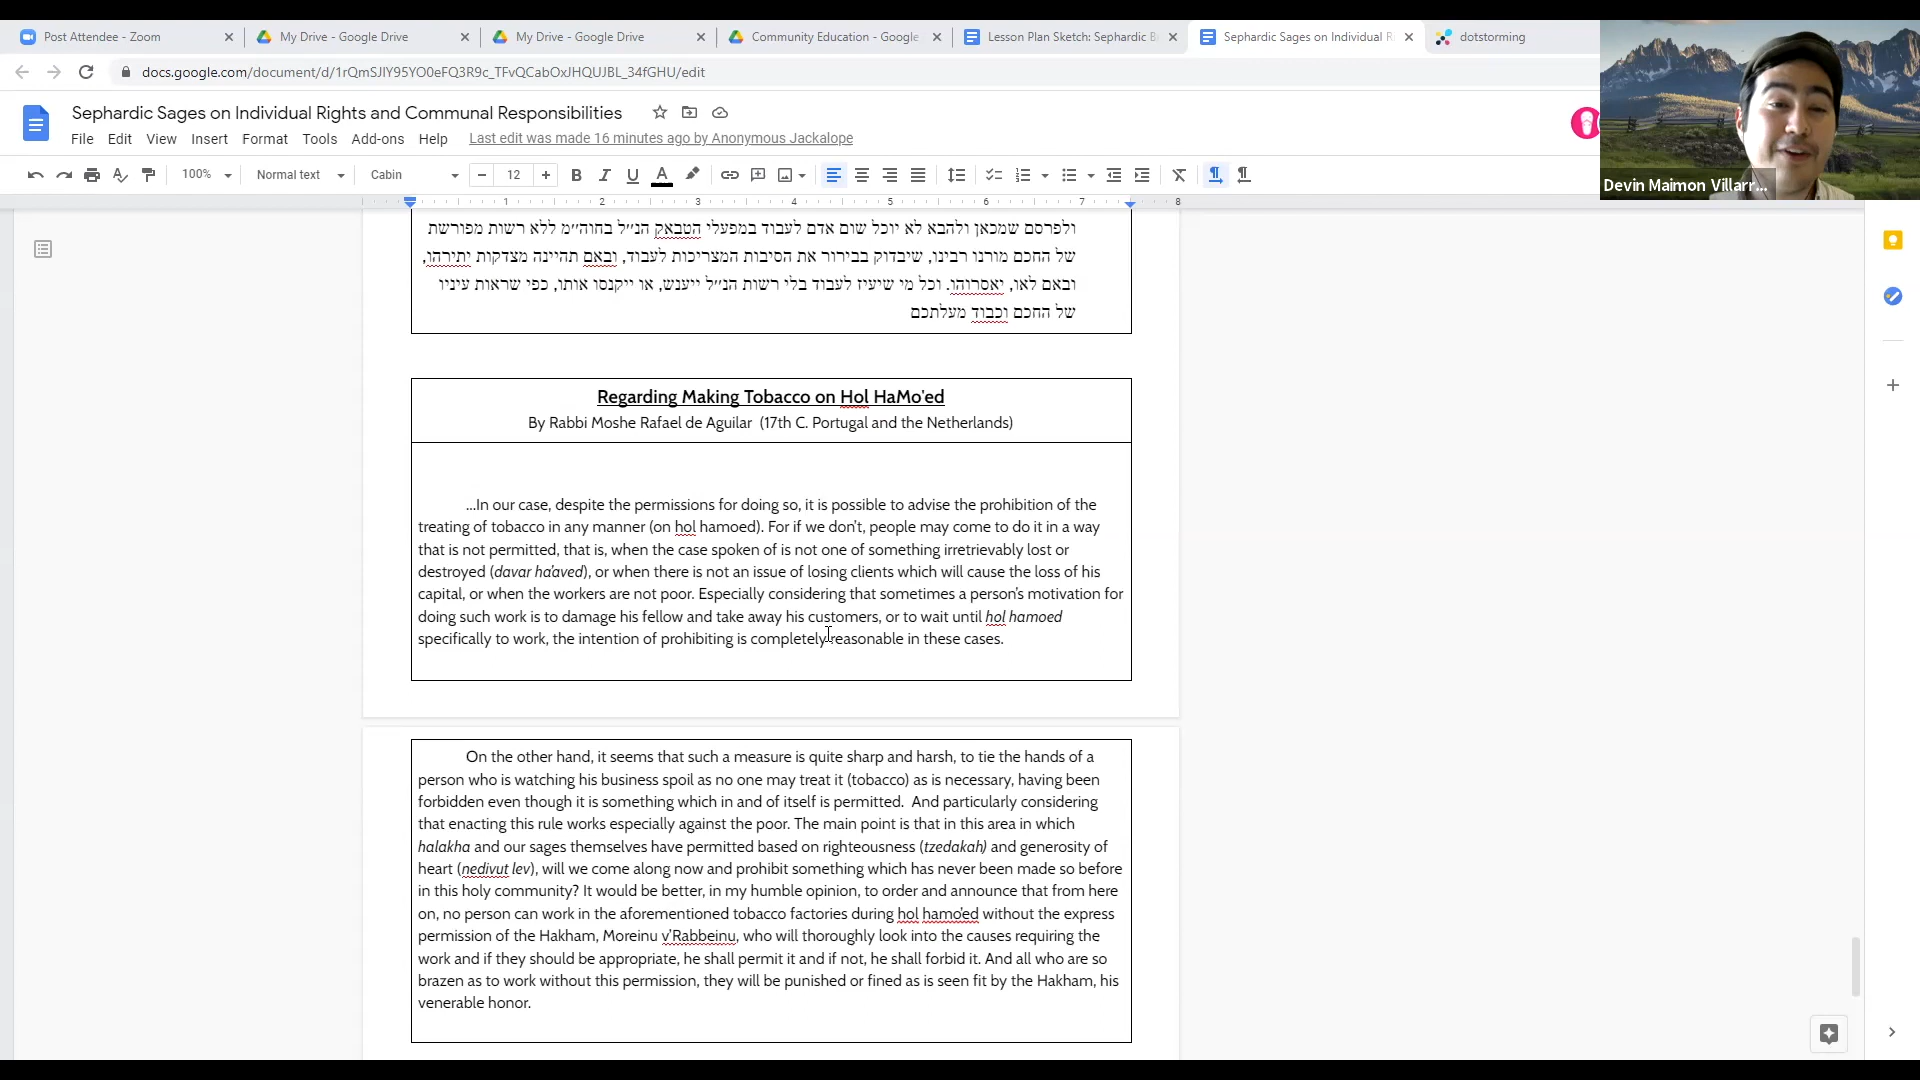 Post Attendee - Zoom
My Drive - Google Drive
My Drive - Google Drive
Community Education - Google
Lesson Plan Sketch: Sephardic B
Sephardic Sages on Individual R
dotstorming
docs.google.com/document/d/1rQmSJIY95YO0eFQ3R9c_TFvQCabOxJHQUJBL_34fGHU/edit
Sephardic Sages on Individual Rights and Communal Responsibilities
File Edit View Insert Format Tools Add-ons Help Last edit was made 16 minutes ago by Anonymous Jackalope
100% Normal text Cabin 12
Devin Maimon Villarr...
1 2 3 4 5 6 7 8
ולפרסם שמכאן ולהבא לא יוכל שום אדם לעבוד במפעלי הטבאק הנ״ל בחוה״מ ללא רשות מפורשת
של החכם מורנו רבינו, שיבדוק בבירור את הסיבות המצריכות לעבוד, ובאם תהיינה מצדקות יתירהו,
ובאם לאו, יאסרוהו. וכל מי שיעיז לעבוד בלי רשות הנ״ל ייענש, או ייקנסו אותו, כפי שראות עיניו
של החכם וכבוד מעלתכם
Regarding Making Tobacco on Hol HaMo'ed
By Rabbi Moshe Rafael de Aguilar (17th C. Portugal and the Netherlands)
...In our case, despite the permissions for doing so, it is possible to advise the prohibition of the
treating of tobacco in any manner (on hol hamoed). For if we don't, people may come to do it in a way
that is not permitted, that is, when the case spoken of is not one of something irretrievably lost or
destroyed (davar ha'aved), or when there is not an issue of losing clients which will cause the loss of his
capital, or when the workers are not poor. Especially considering that sometimes a person's motivation for
doing such work is to damage his fellow and take away his customers, or to wait until hol hamoed
specifically to work, the intention of prohibiting is completely reasonable in these cases.
On the other hand, it seems that such a measure is quite sharp and harsh, to tie the hands of a
person who is watching his business spoil as no one may treat it (tobacco) as is necessary, having been
forbidden even though it is something which in and of itself is permitted. And particularly considering
that enacting this rule works especially against the poor. The main point is that in this area in which
halakha and our sages themselves have permitted based on righteousness (tzedakah) and generosity of
heart (nedivut lev), will we come along now and prohibit something which has never been made so before
in this holy community? It would be better, in my humble opinion, to order and announce that from here
on, no person can work in the aforementioned tobacco factories during hol hamo'ed without the express
permission of the Hakham, Moreinu v'Rabbeinu, who will thoroughly look into the causes requiring the
work and if they should be appropriate, he shall permit it and if not, he shall forbid it. And all who are so
brazen as to work without this permission, they will be punished or fined as is seen fit by the Hakham, his
venerable honor.